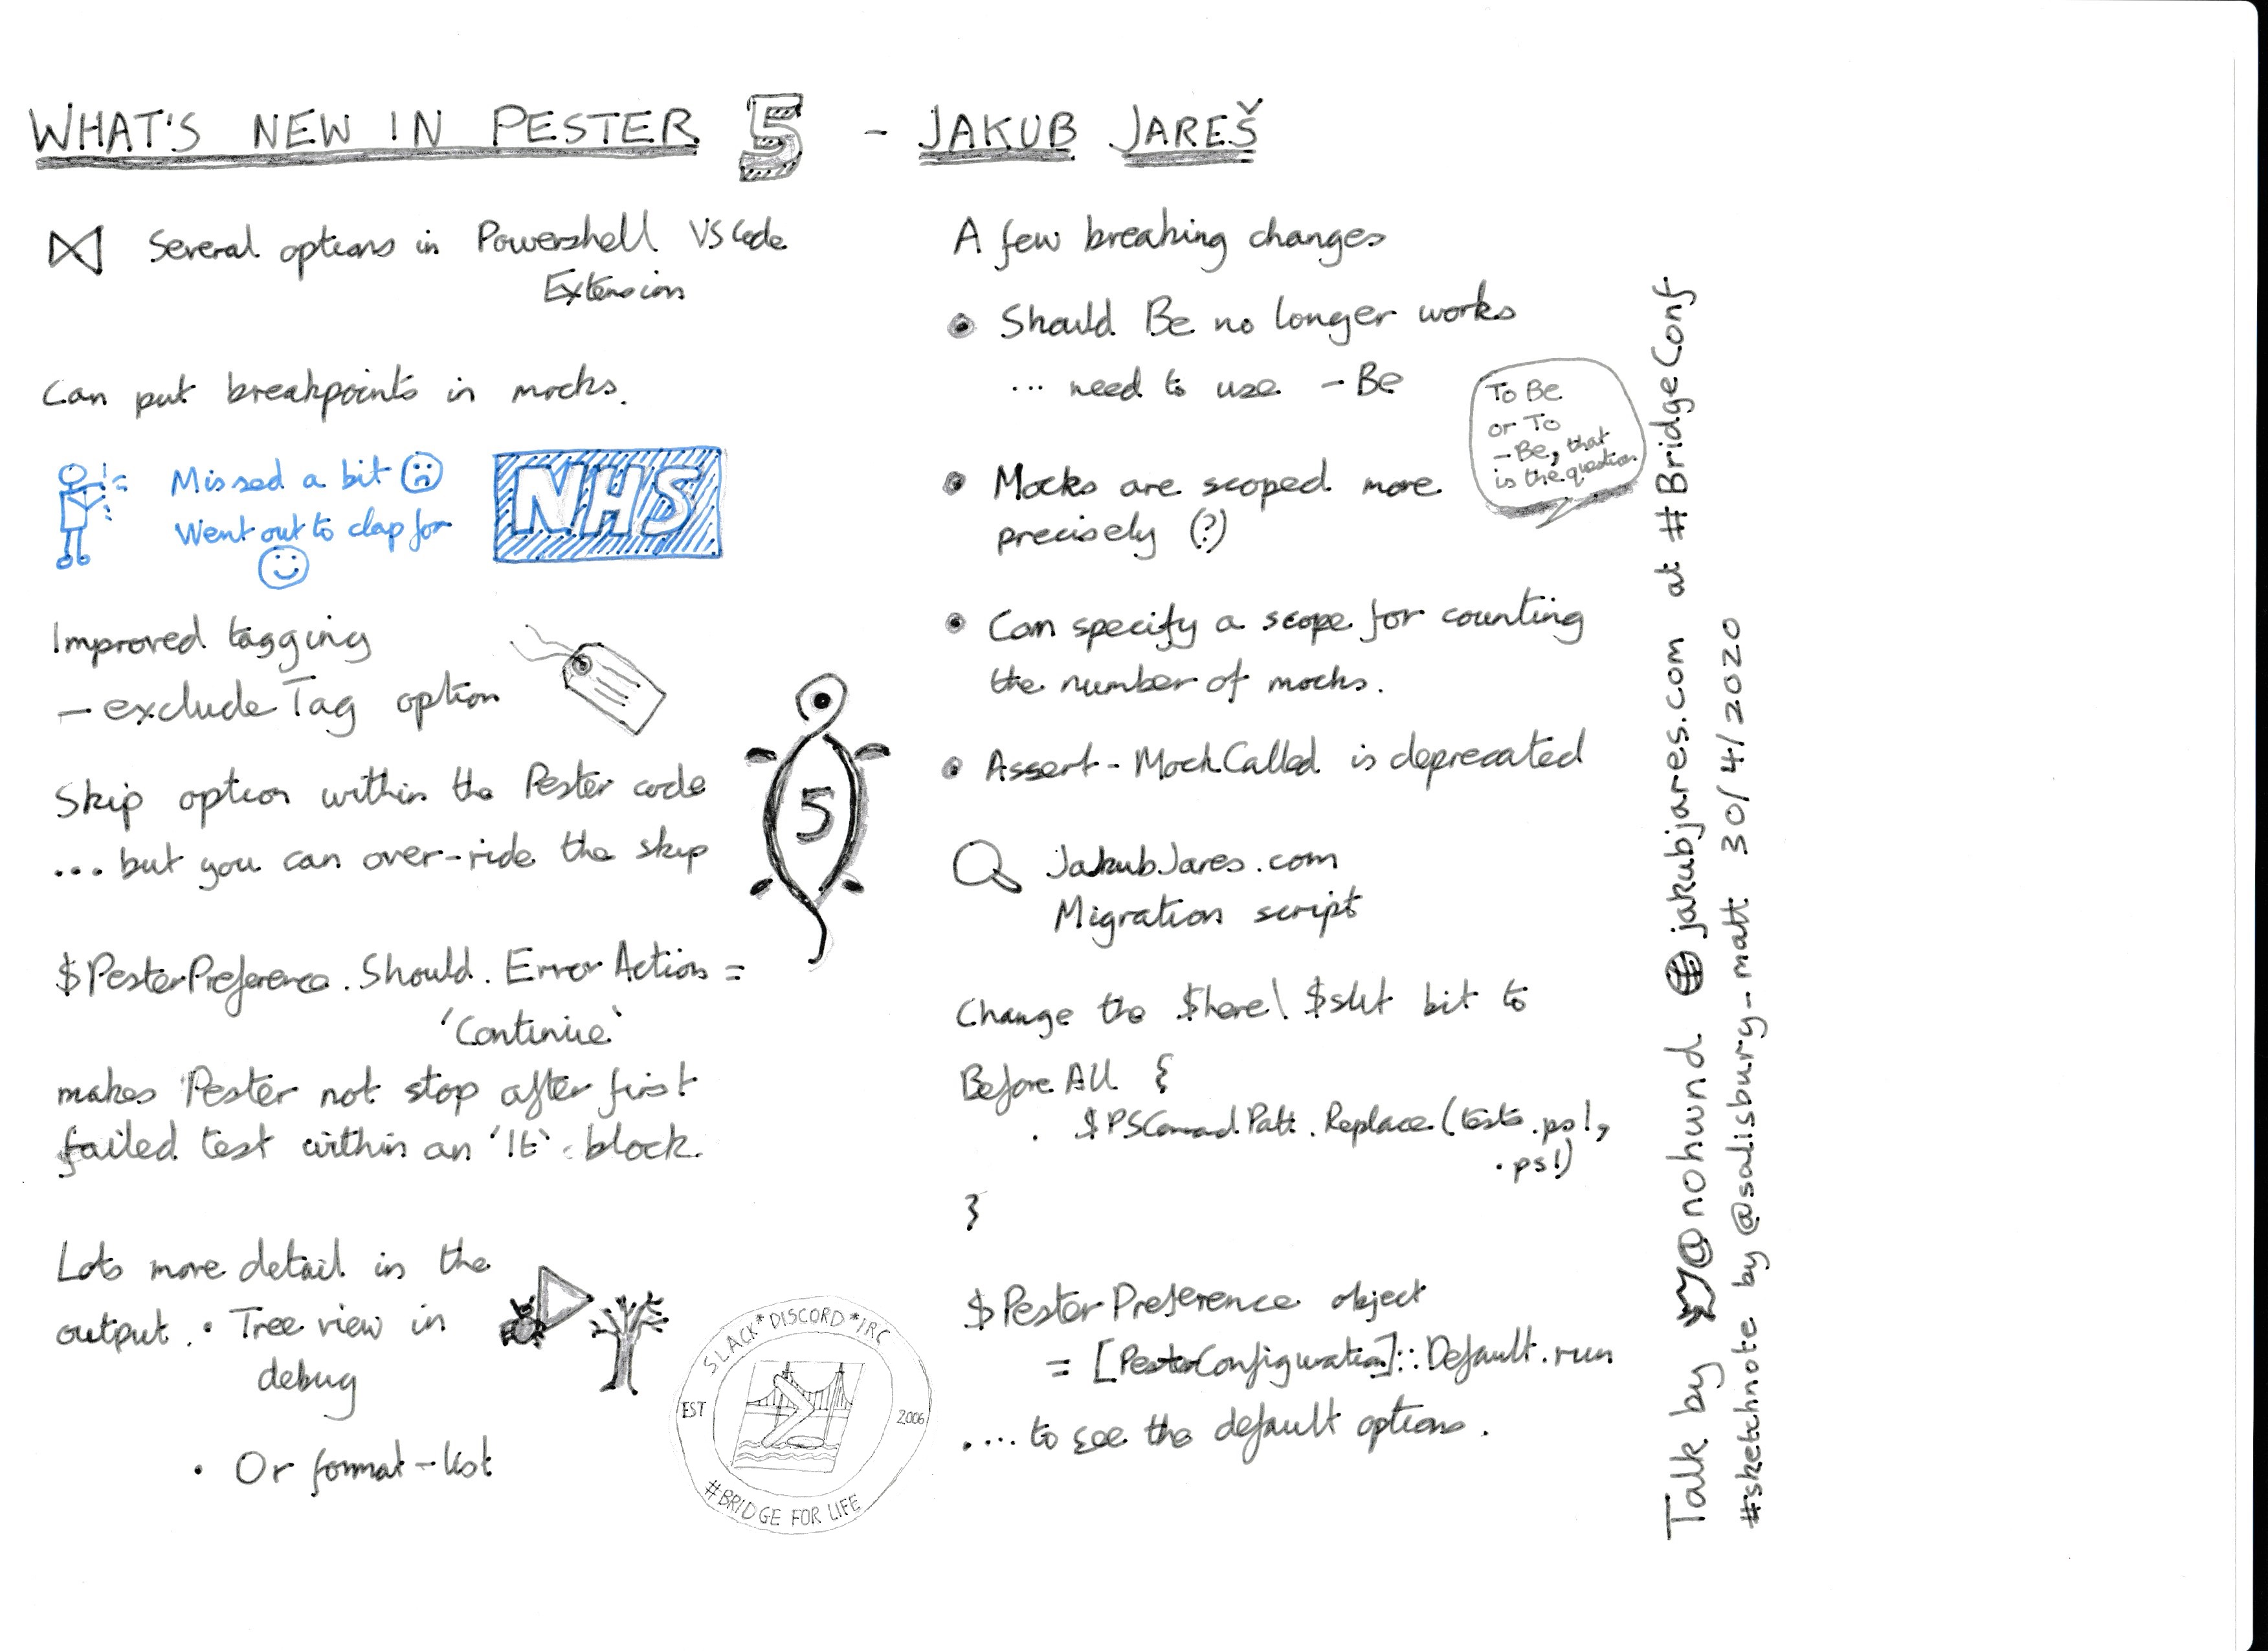 WHAT'S NEW IN PESTER 5 - JAKUB JAREŠ
Several options in Powershell VSCode
Extension
Can put breakpoints in mocks.
Missed a bit
Went out to clap for
NHS
Improved tagging
- excludeTag option
Skip option within the Pester code
... but you can over-ride the skip
5
$PesterPreference.Should.ErrorAction =
'Continue'
makes Pester not stop after first
failed test within an 'It' block.
Lots more detail in the
output. • Tree view in
debug
• Or format-list
SLACK*DISCORD*IRC
EST 2006
#BRIDGE FOR LIFE
A few breaking changes
• Should Be no longer works
... need to use -Be
To Be
or To
-Be, that
is the question
• Mocks are scoped more
precisely (?)
• Can specify a scope for counting
the number of mocks.
• Assert-MockCalled is deprecated
JakubJares.com
Migration script
Change the $here\ $sut bit to
BeforeAll {
. $PSCommandPath.Replace(tests.ps1,
.ps1)
}
$PesterPreference object
= [PesterConfiguration]::Default.run
.... to see the default options.
Talk by @nohwnd jakubjares.com at #BridgeConf
#sketchnote by @salisbury-matt 30/4/2020